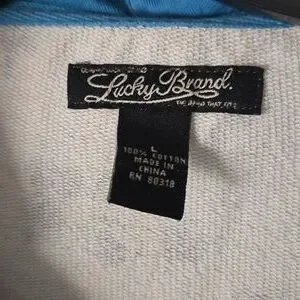 Lucky Brand.
L
100% COTTON
MADE IN
CHINA
RN 80318